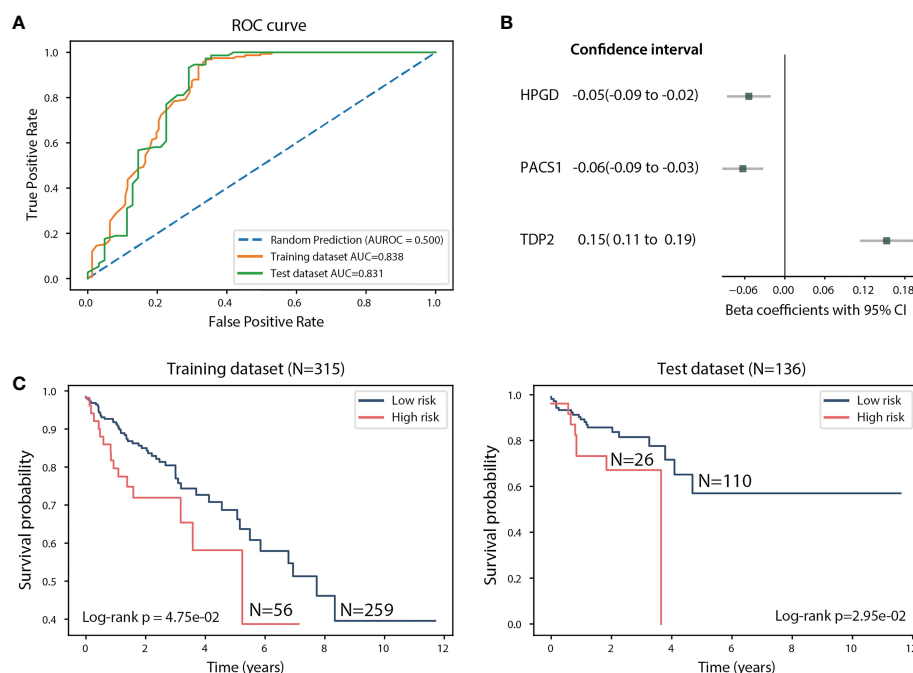 A
ROC curve
True Positive Rate
1.0
0.8
0.6
0.4
0.2
0.0
Random Prediction (AUROC = 0.500)
Training dataset AUC=0.838
Test dataset AUC=0.831
0.0 0.2 0.4 0.6 0.8 1.0
False Positive Rate
B
Confidence interval
HPGD -0.05(-0.09 to -0.02)
PACS1 -0.06(-0.09 to -0.03)
TDP2 0.15( 0.11 to 0.19)
-0.06 0.00 0.06 0.12 0.18
Beta coefficients with 95% CI
C
Training dataset (N=315)
Survival probability
1.0
0.9
0.8
0.7
0.6
0.5
0.4
Low risk
High risk
N=56
N=259
Log-rank p = 4.75e-02
0 2 4 6 8 10 12
Time (years)
Test dataset (N=136)
Survival probability
1.0
0.8
0.6
0.4
0.2
0.0
Low risk
High risk
N=26
N=110
Log-rank p=2.95e-02
0 2 4 6 8 10 12
Time (years)